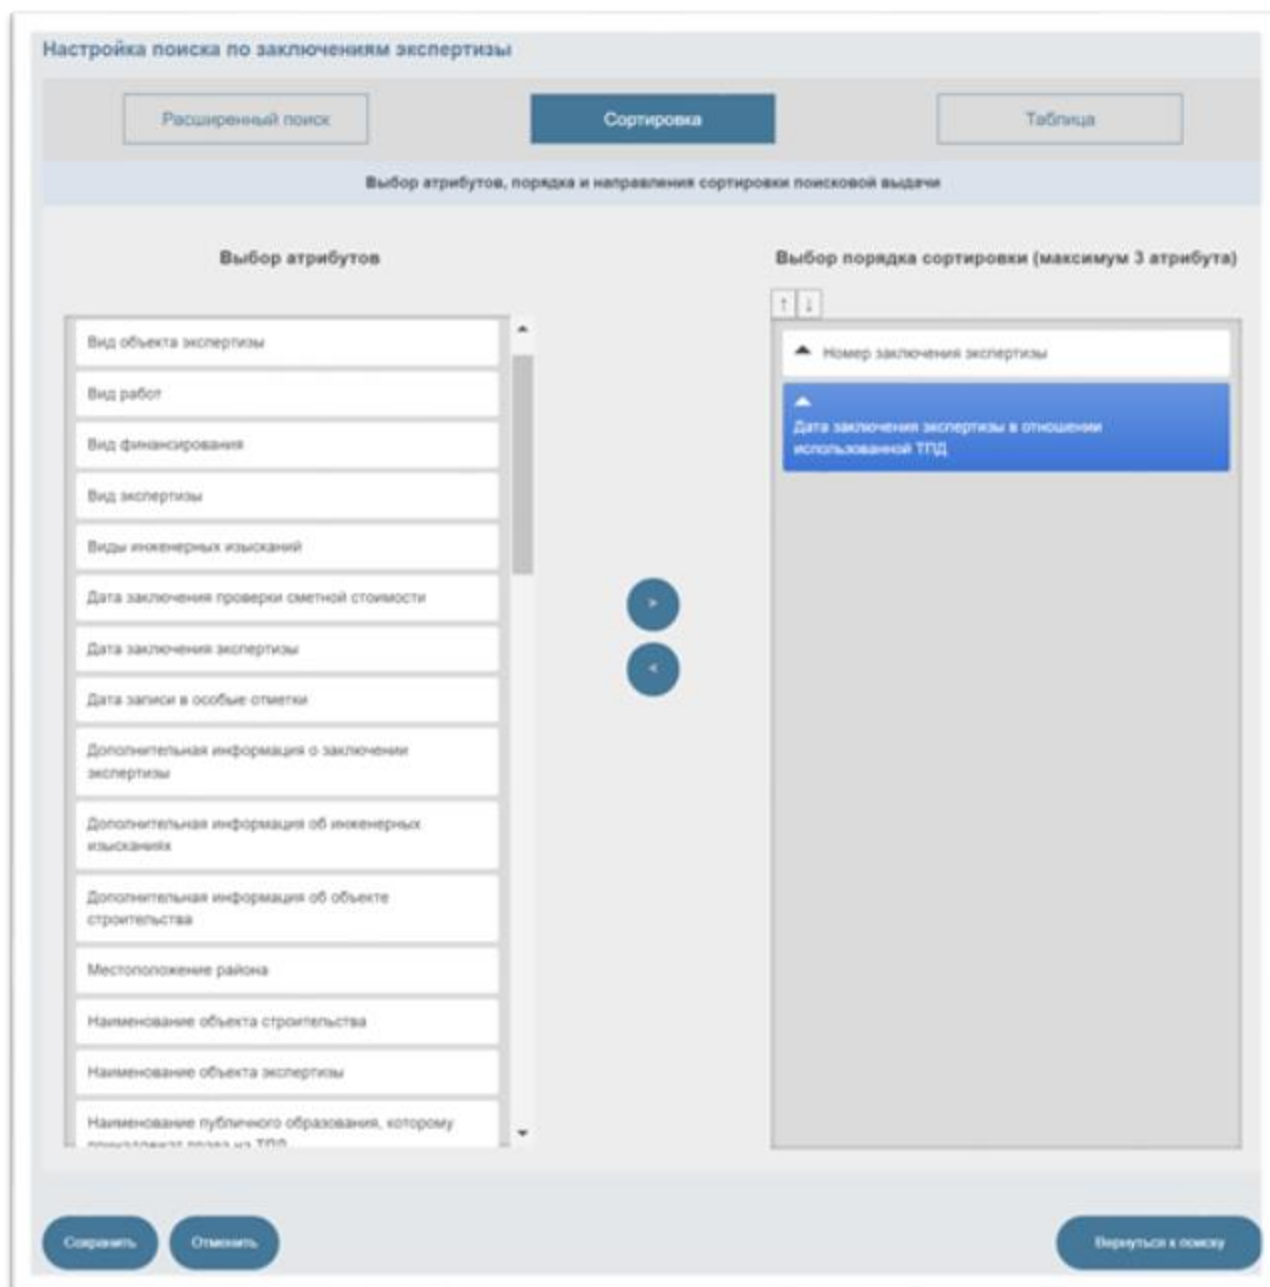 Настройка поиска по заключениям экспертизы
Расширенный поиск
Сортировка
Таблица
Выбор атрибутов, порядка и направления сортировки поисковой выдачи
Выбор атрибутов
Выбор порядка сортировки (максимум 3 атрибута)
↑ ↓
Вид объекта экспертизы
Вид работ
Вид финансирования
Вид экспертизы
Виды инженерных изысканий
Дата заключения проверки сметной стоимости
Дата заключения экспертизы
Дата записи в особые отметки
Дополнительная информация о заключении
экспертизы
Дополнительная информация об инженерных
изысканиях
Дополнительная информация об объекте
строительства
Местоположение района
Наименование объекта строительства
Наименование объекта экспертизы
Наименование публичного образования, которому
принадлежат права на ТПД
>
<
Номер заключения экспертизы
Дата заключения экспертизы в отношении
использованной ТПД
Сохранить
Отменить
Вернуться к поиску